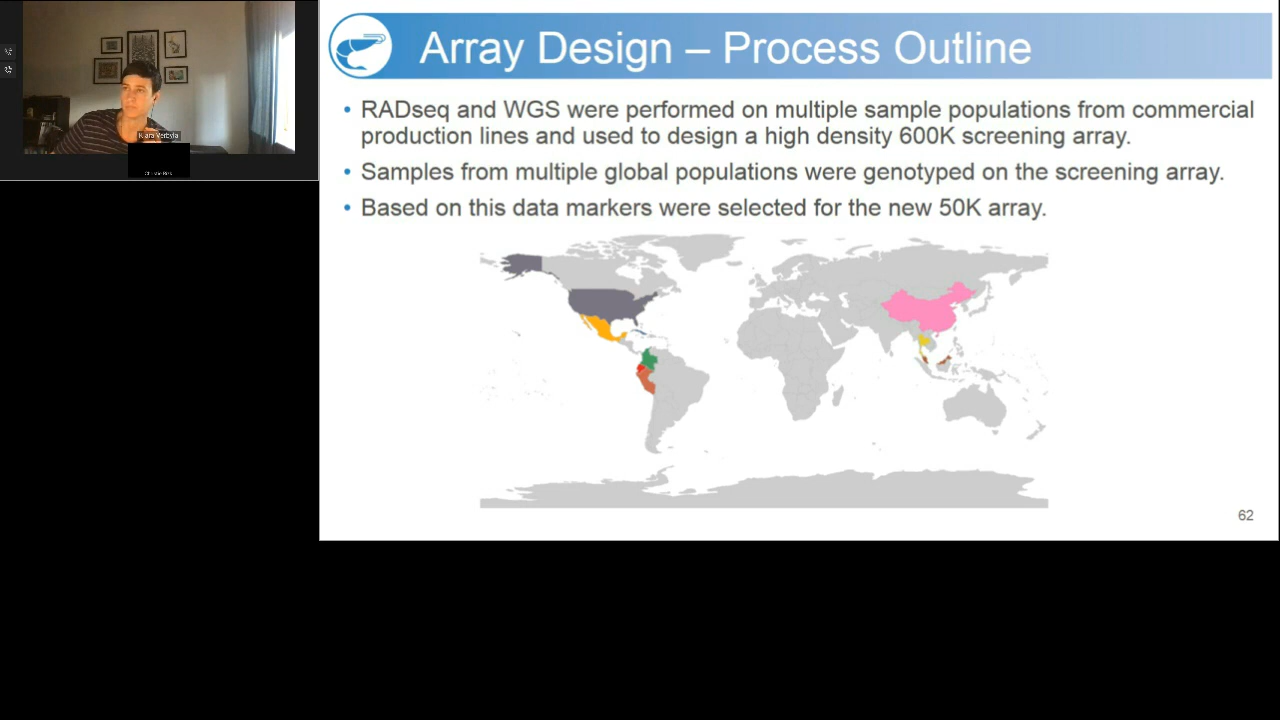 Array Design – Process Outline
• RADseq and WGS were performed on multiple sample populations from commercial
production lines and used to design a high density 600K screening array.
• Samples from multiple global populations were genotyped on the screening array.
• Based on this data markers were selected for the new 50K array.
62
Klara Verbyla